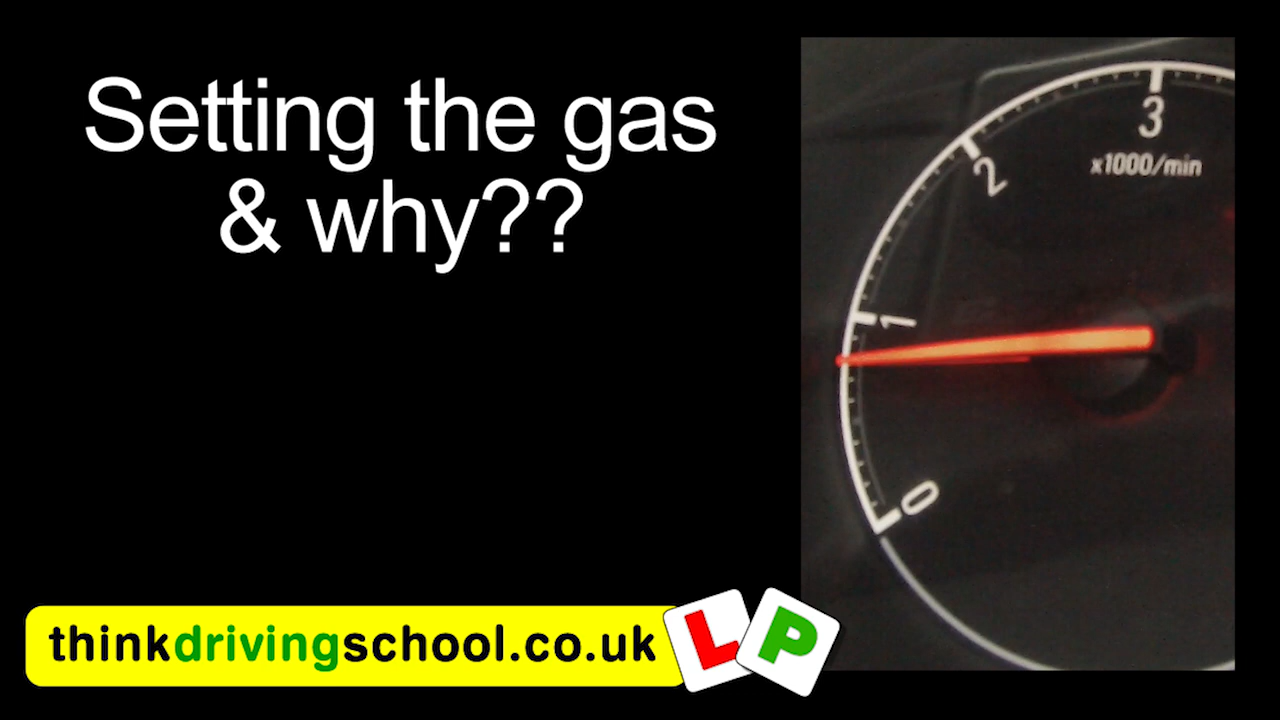 Setting the gas
& why??
3
x1000/min
2
1
0
thinkdrivingschool.co.uk
L P